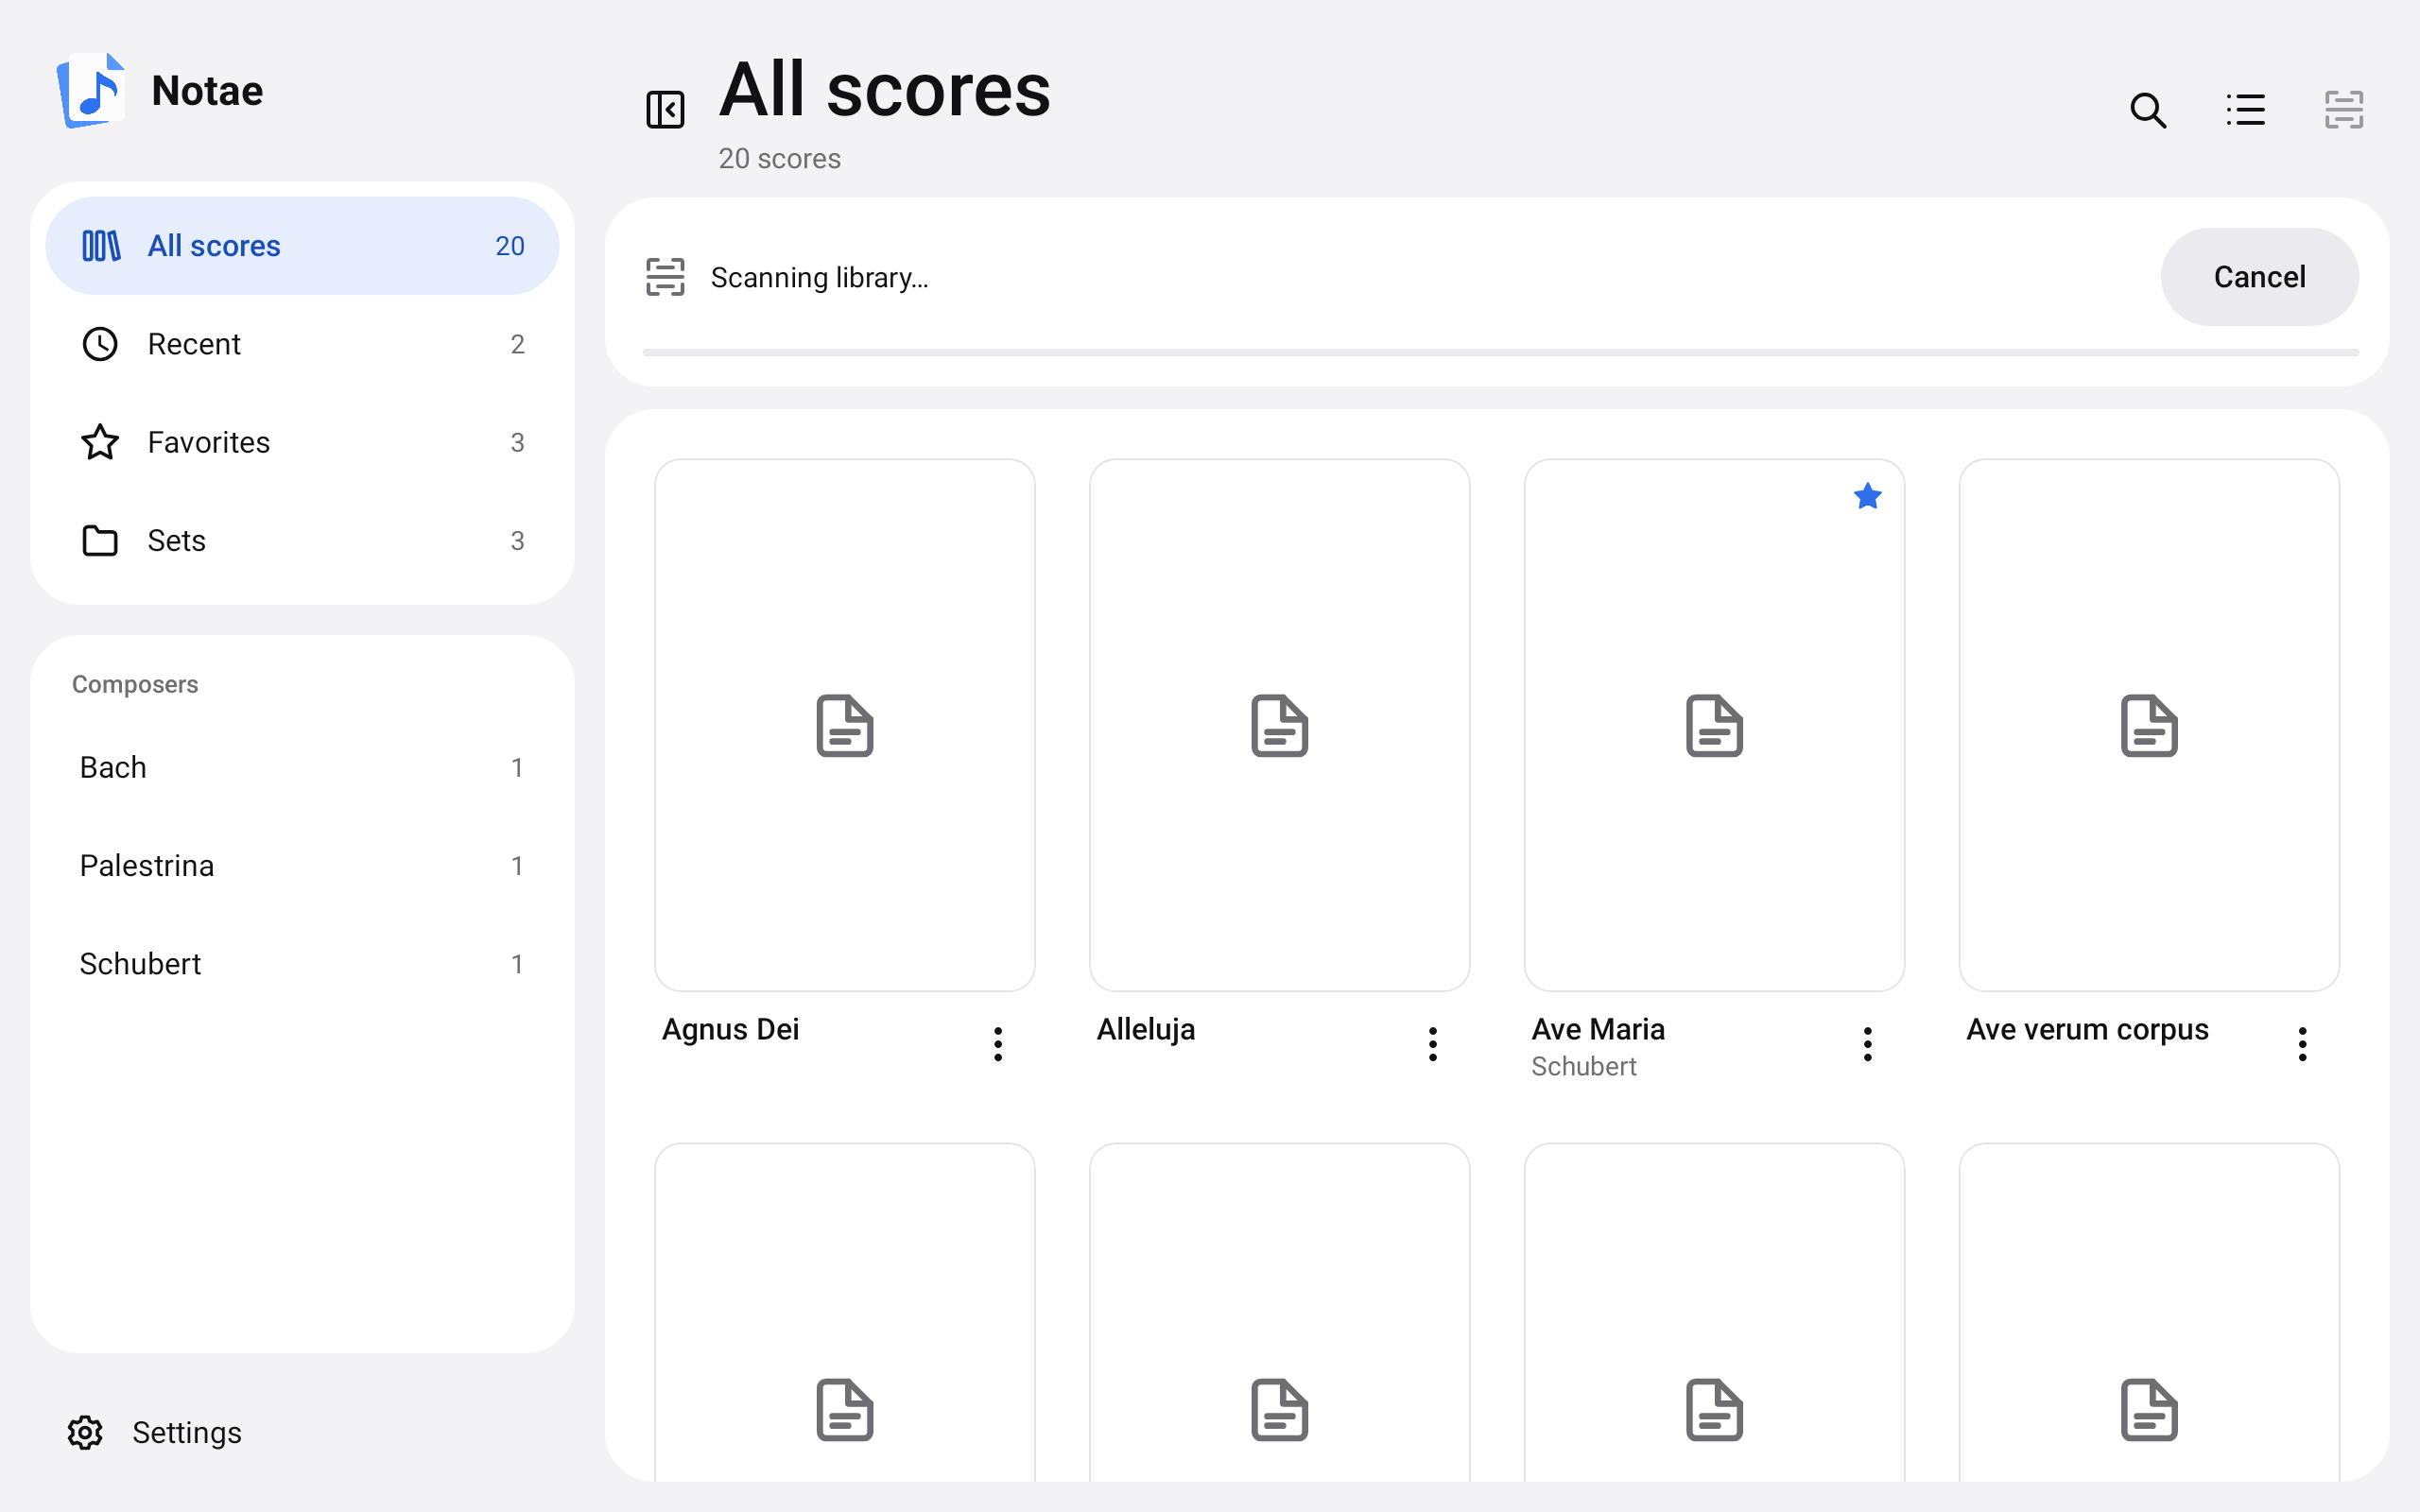 Notae
All scores 20
Recent 2
Favorites 3
Sets 3
Composers
Bach 1
Palestrina 1
Schubert 1
Settings
All scores
20 scores
Scanning library…
Cancel
Agnus Dei
Alleluja
Ave Maria
Schubert
Ave verum corpus